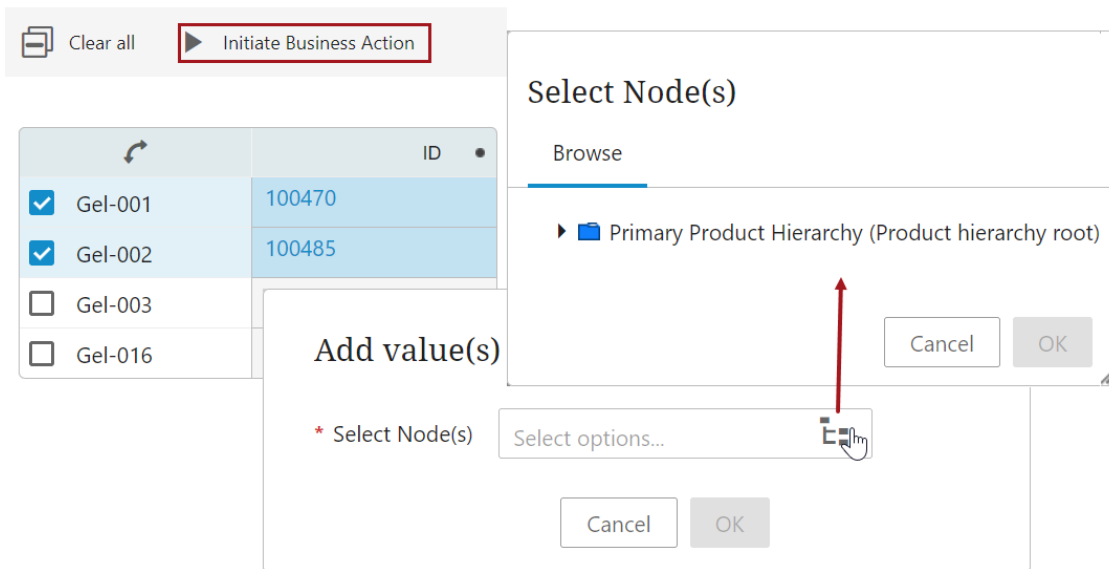 Clear all
Initiate Business Action
ID
Gel-001
100470
Gel-002
100485
Gel-003
Gel-016
Select Node(s)
Browse
Primary Product Hierarchy (Product hierarchy root)
Cancel
OK
Add value(s)
* Select Node(s)
Select options...
Cancel
OK